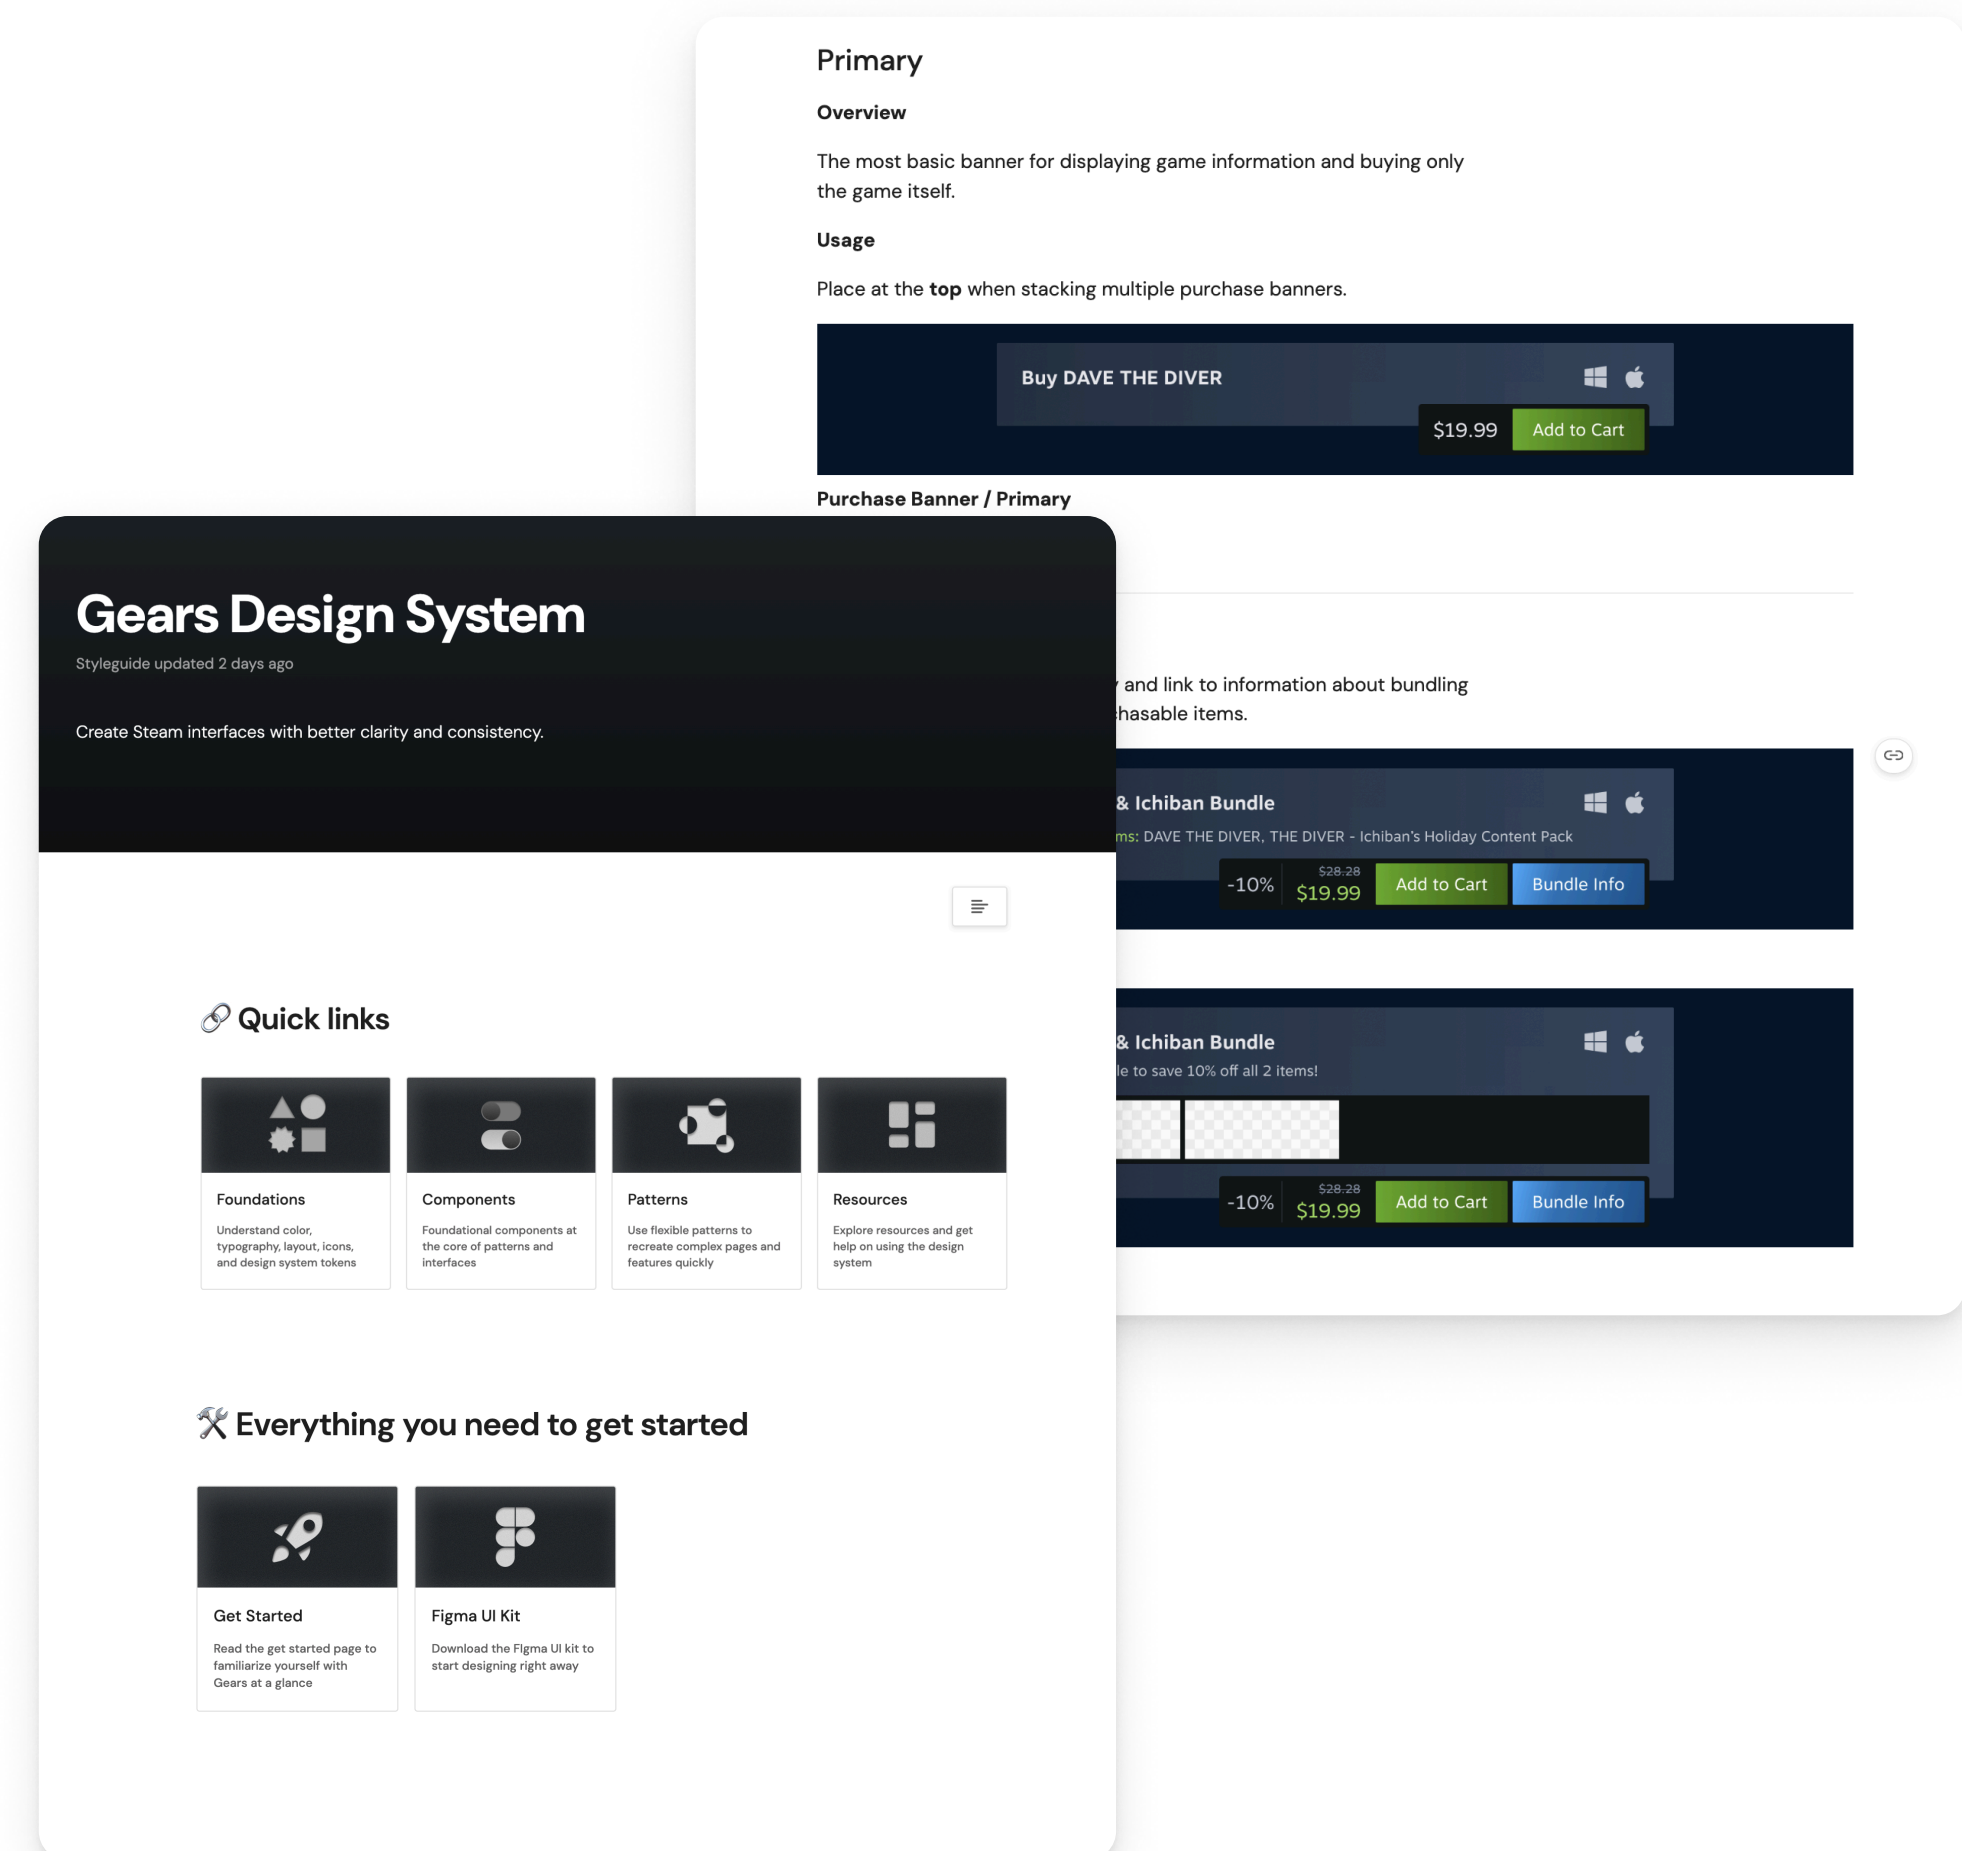 Primary
Overview
The most basic banner for displaying game information and buying only
the game itself.
Usage
Place at the top when stacking multiple purchase banners.
Buy DAVE THE DIVER
$19.99 Add to Cart
Purchase Banner / Primary
and link to information about bundling
items.
& Ichiban Bundle
DAVE THE DIVER, THE DIVER - Ichiban's Holiday Content Pack
-10% $28.28 $19.99 Add to Cart Bundle Info
& Ichiban Bundle
to save 10% off all 2 items!
-10% $28.28 $19.99 Add to Cart Bundle Info
Gears Design System
Styleguide updated 2 days ago
Create Steam interfaces with better clarity and consistency.
Quick links
Foundations
Understand color,
typography, layout, icons,
and design system tokens
Components
Foundational components at
the core of patterns and
interfaces
Patterns
Use flexible patterns to
recreate complex pages and
features quickly
Resources
Explore resources and get
help on using the design
system
Everything you need to get started
Get Started
Read the get started page to
familiarize yourself with
Gears at a glance
Figma UI Kit
Download the FIgma UI kit to
start designing right away